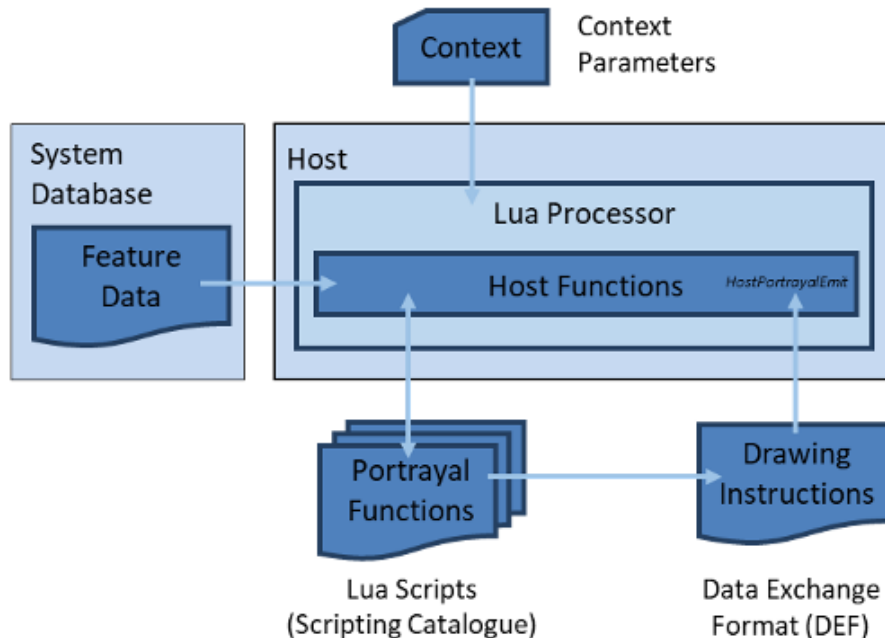 Context
Context
Parameters
System
Database
Feature
Data
Host
Lua Processor
Host Functions
HostPortrayalEmit
Portrayal
Functions
Lua Scripts
(Scripting Catalogue)
Drawing
Instructions
Data Exchange
Format (DEF)